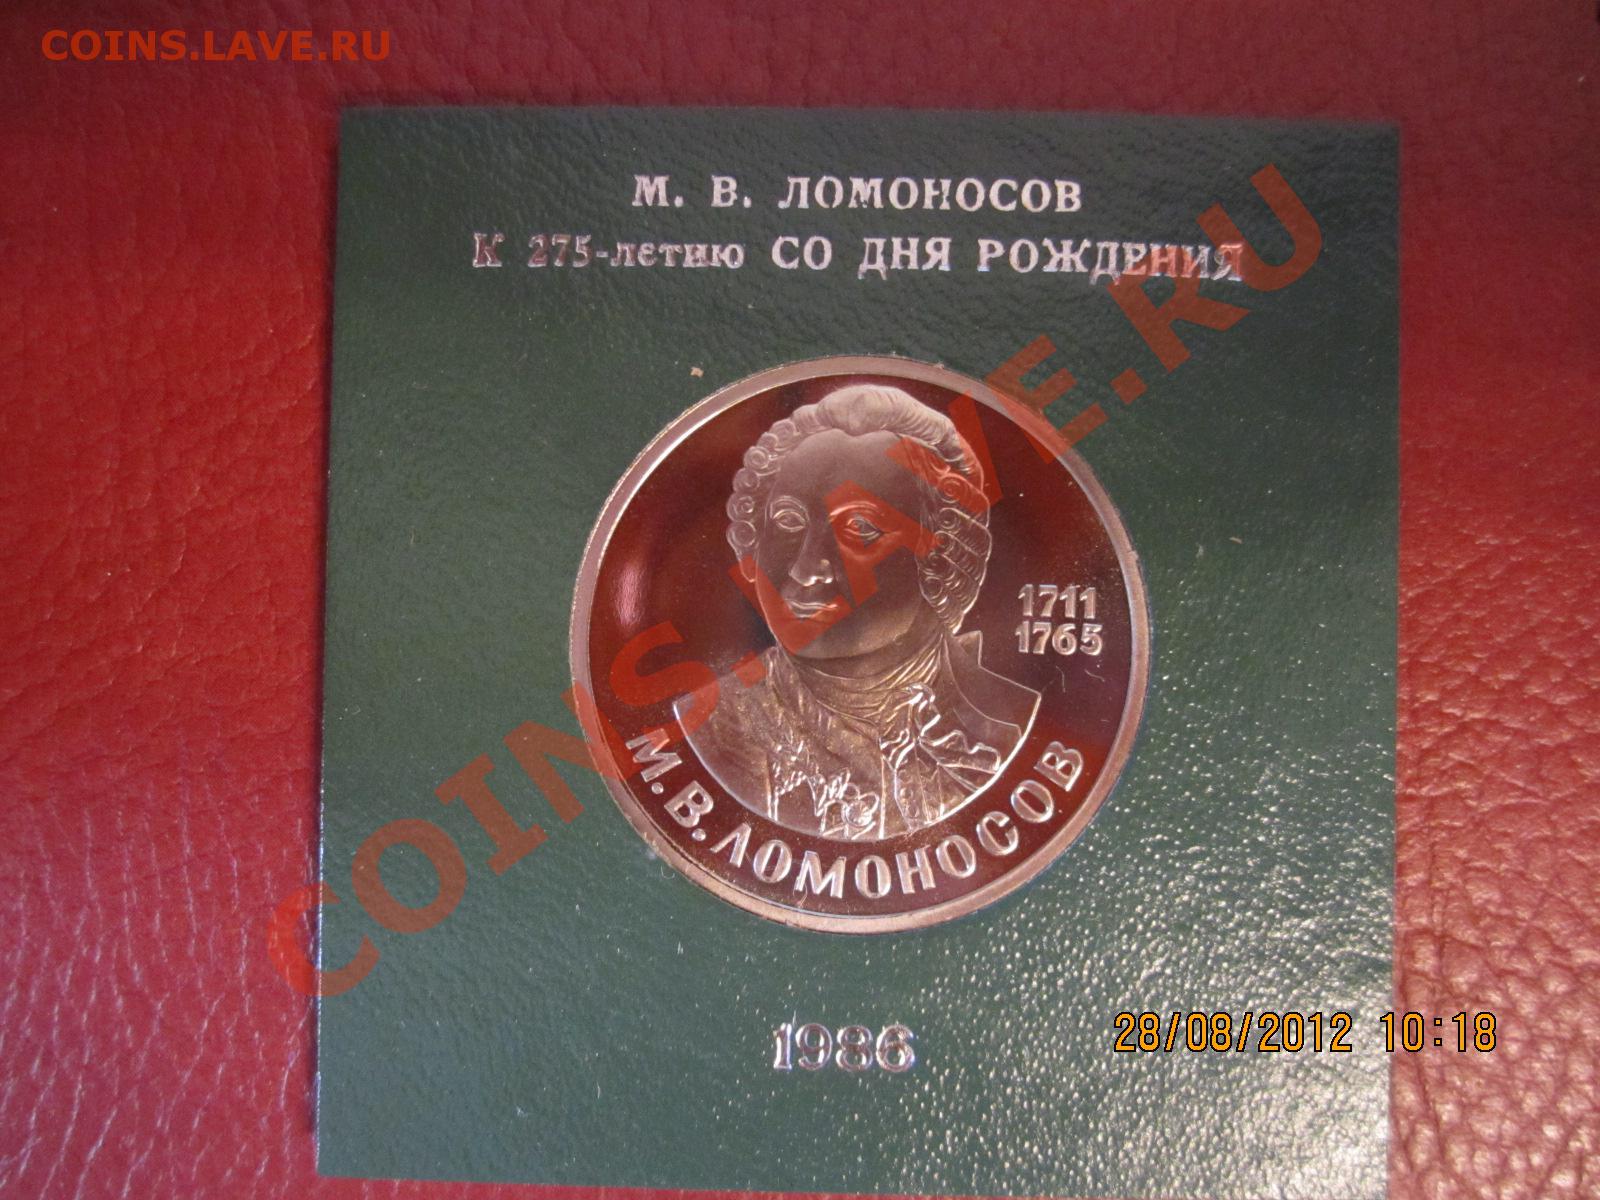 COINS.LAVE.RU
М. В. ЛОМОНОСОВ
К 275-летию СО ДНЯ РОЖДЕНИЯ
1711
1765
М.В.ЛОМОНОСОВ
COINS.LAVE.RU
1986
28/08/2012 10:18